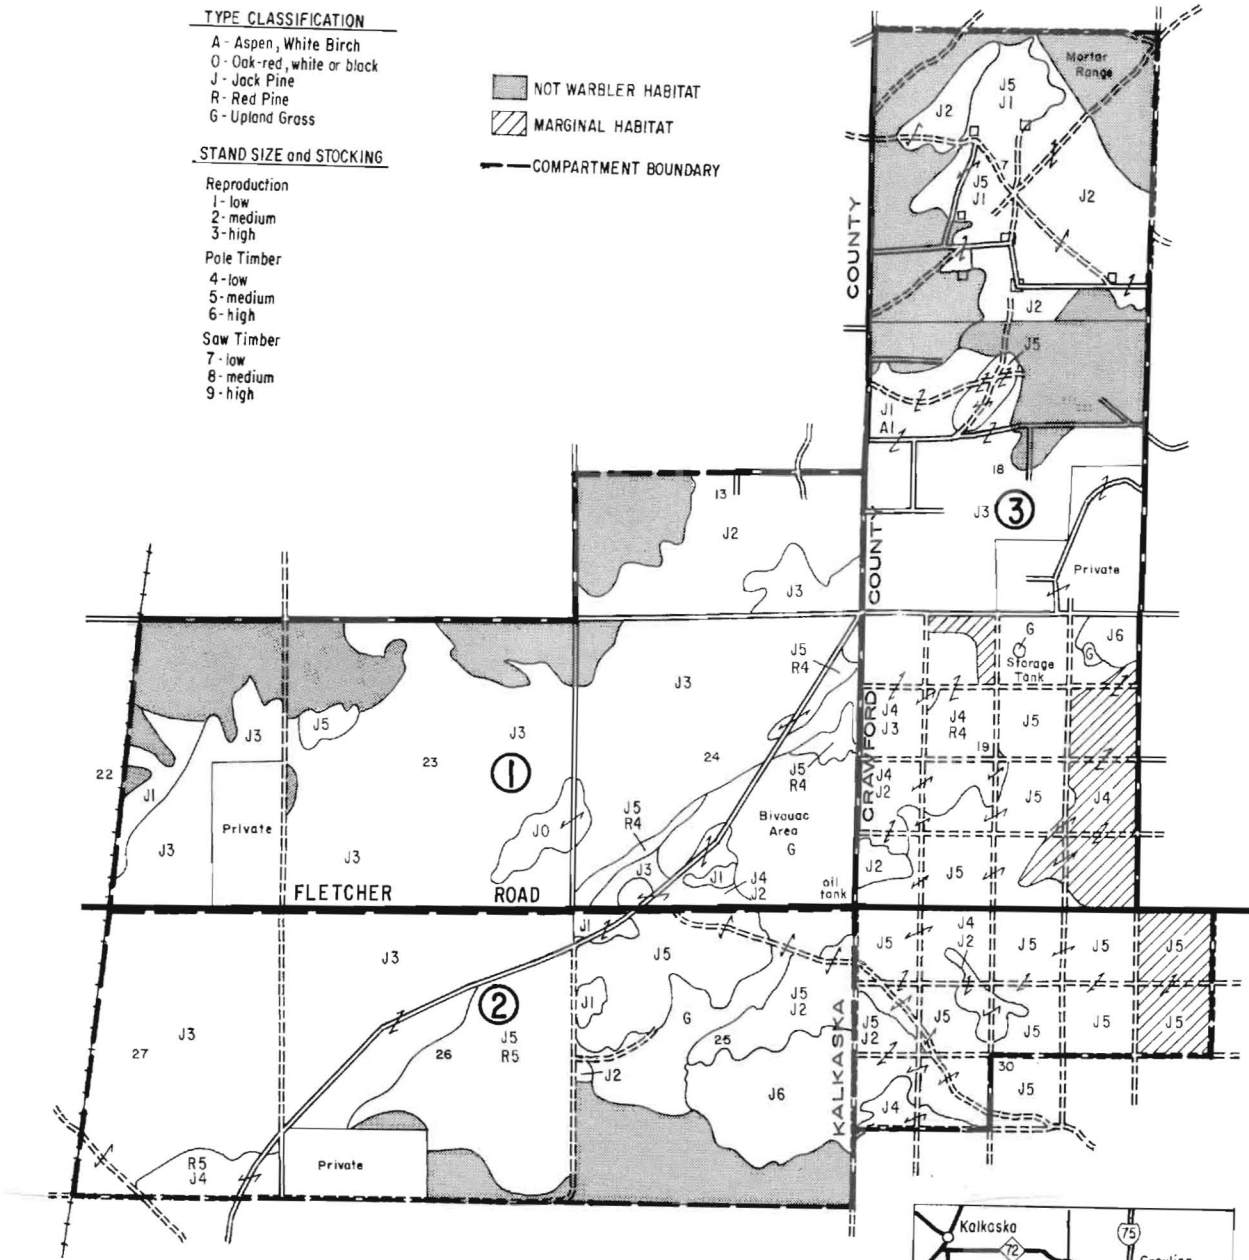 TYPE CLASSIFICATION
A - Aspen, White Birch
O - Oak-red, white or black
J - Jack Pine
R - Red Pine
G - Upland Grass
STAND SIZE and STOCKING
Reproduction
1 - low
2 - medium
3 - high
Pole Timber
4 - low
5 - medium
6 - high
Saw Timber
7 - low
8 - medium
9 - high
NOT WARBLER HABITAT
MARGINAL HABITAT
COMPARTMENT BOUNDARY
Mortar
Range
J5
J1
J2
7
J5
J1
J2
COUNTY
J2
J5
J1
A1
18
J3
3
13
J2
J3
COUNTY
Private
J5
R4
G
J6
G
Storage
Tank
J3
J3
J5
J3
CRAWFORD
J4
J3
J4
R4
J5
19
22
23
24
1
J5
R4
J4
J2
J5
J4
J1
J3
Private
J3
J0
J5
R4
Bivouac
Area
G
J3
J1
J4
J2
oil
tank
J2
J5
FLETCHER ROAD
J3
J1
J5
J5
J4
J2
J5
J5
J5
J3
2
J1
G
J5
J2
KALKASKA
J5
J2
J5
J5
J5
J5
27
26
J5
R5
25
J2
J6
30
J5
J4
R5
J4
Private
Kalkaska
72
75